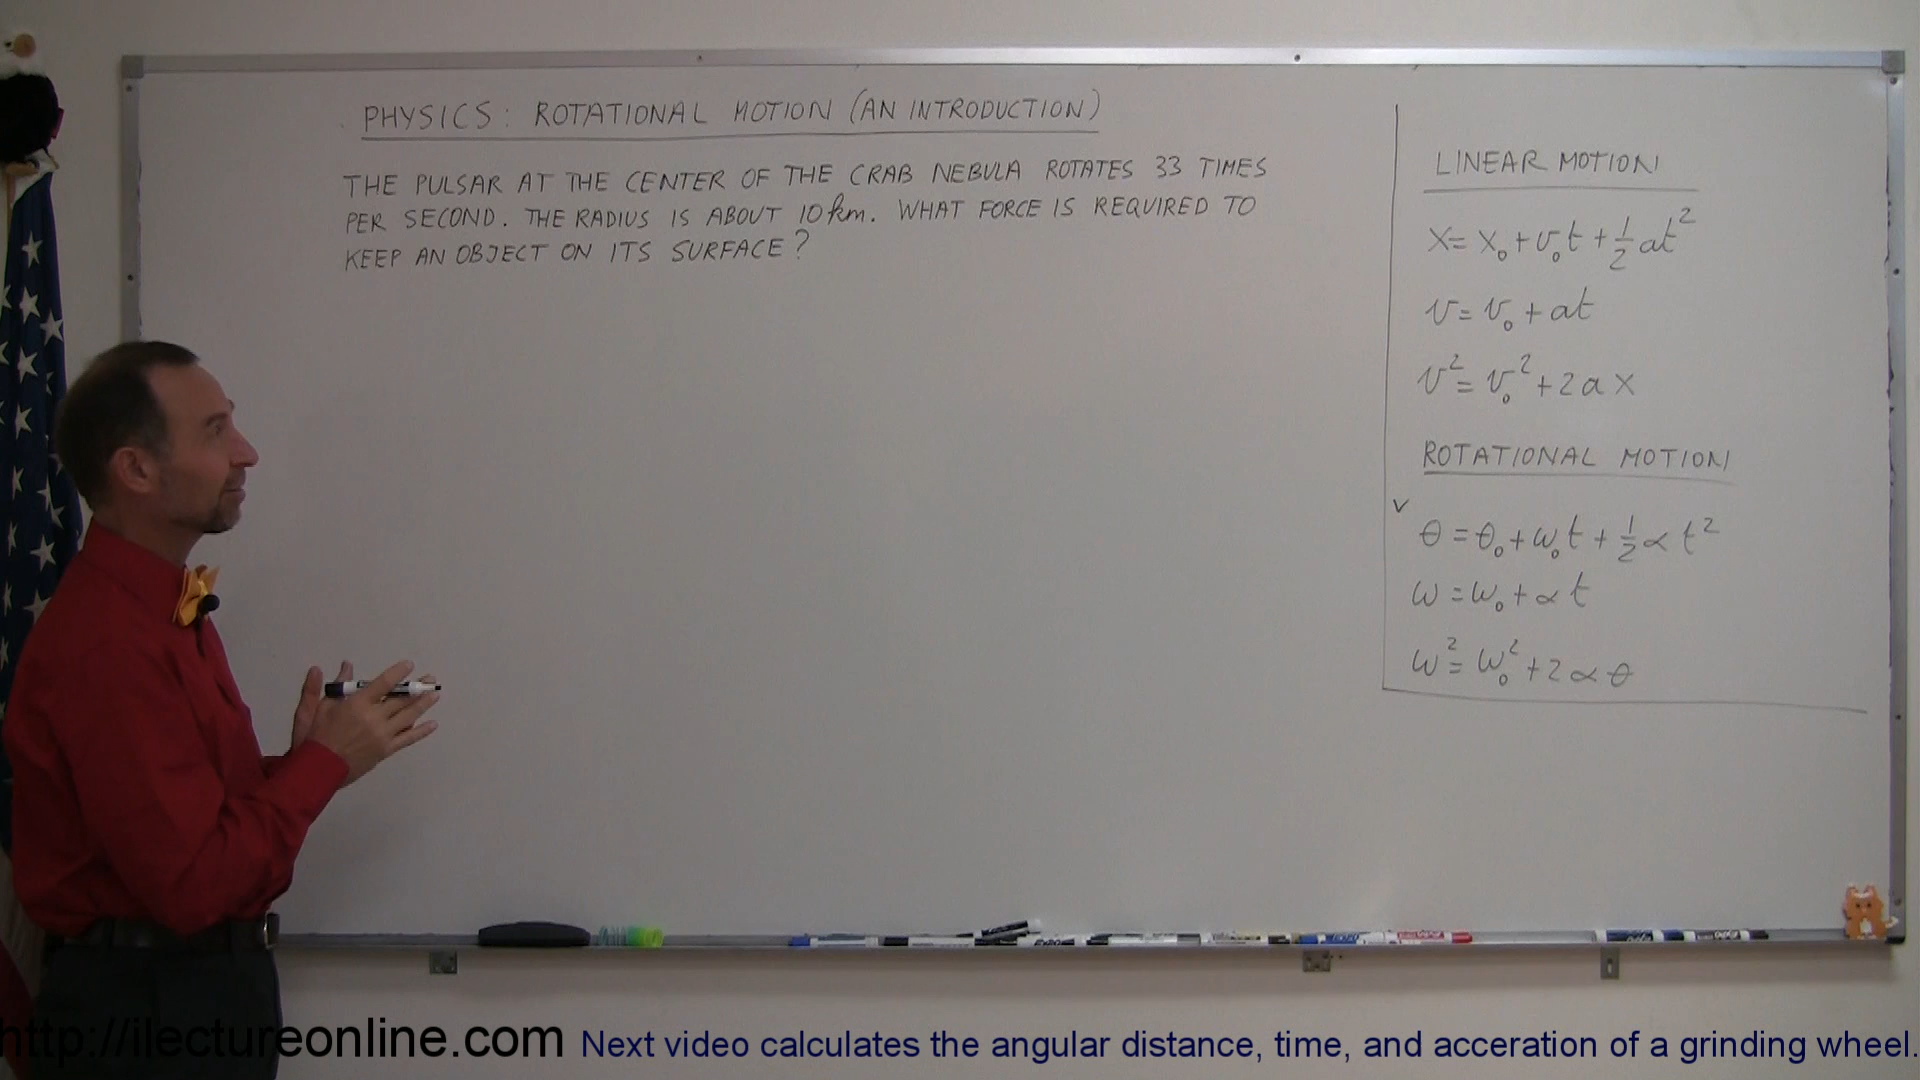 PHYSICS: ROTATIONAL MOTION (AN INTRODUCTION)
THE PULSAR AT THE CENTER OF THE CRAB NEBULA ROTATES 33 TIMES
PER SECOND. THE RADIUS IS ABOUT 10 km. WHAT FORCE IS REQUIRED TO
KEEP AN OBJECT ON ITS SURFACE?
LINEAR MOTION
x = x₀ + v₀t + ½at²
v = v₀ + at
v² = v₀² + 2ax
ROTATIONAL MOTION
θ = θ₀ + ω₀t + ½αt²
ω = ω₀ + αt
ω² = ω₀² + 2αθ
http://ilectureonline.com Next video calculates the angular distance, time, and acceration of a grinding wheel.